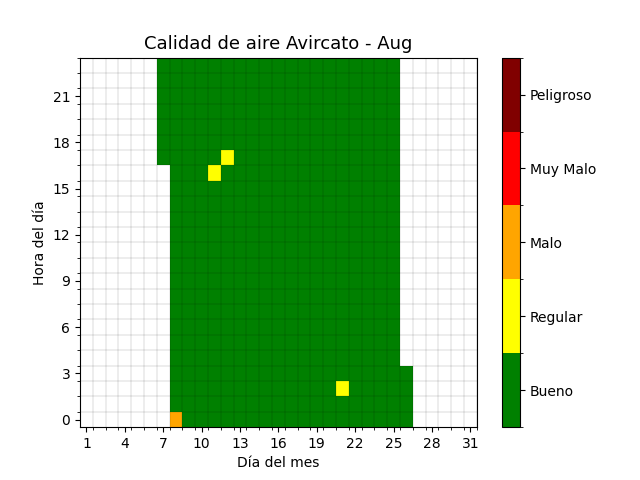 Calidad de aire Avircato - Aug
Hora del día
21
18
15
12
9
6
3
0
1 4 7 10 13 16 19 22 25 28 31
Día del mes
Peligroso
Muy Malo
Malo
Regular
Bueno